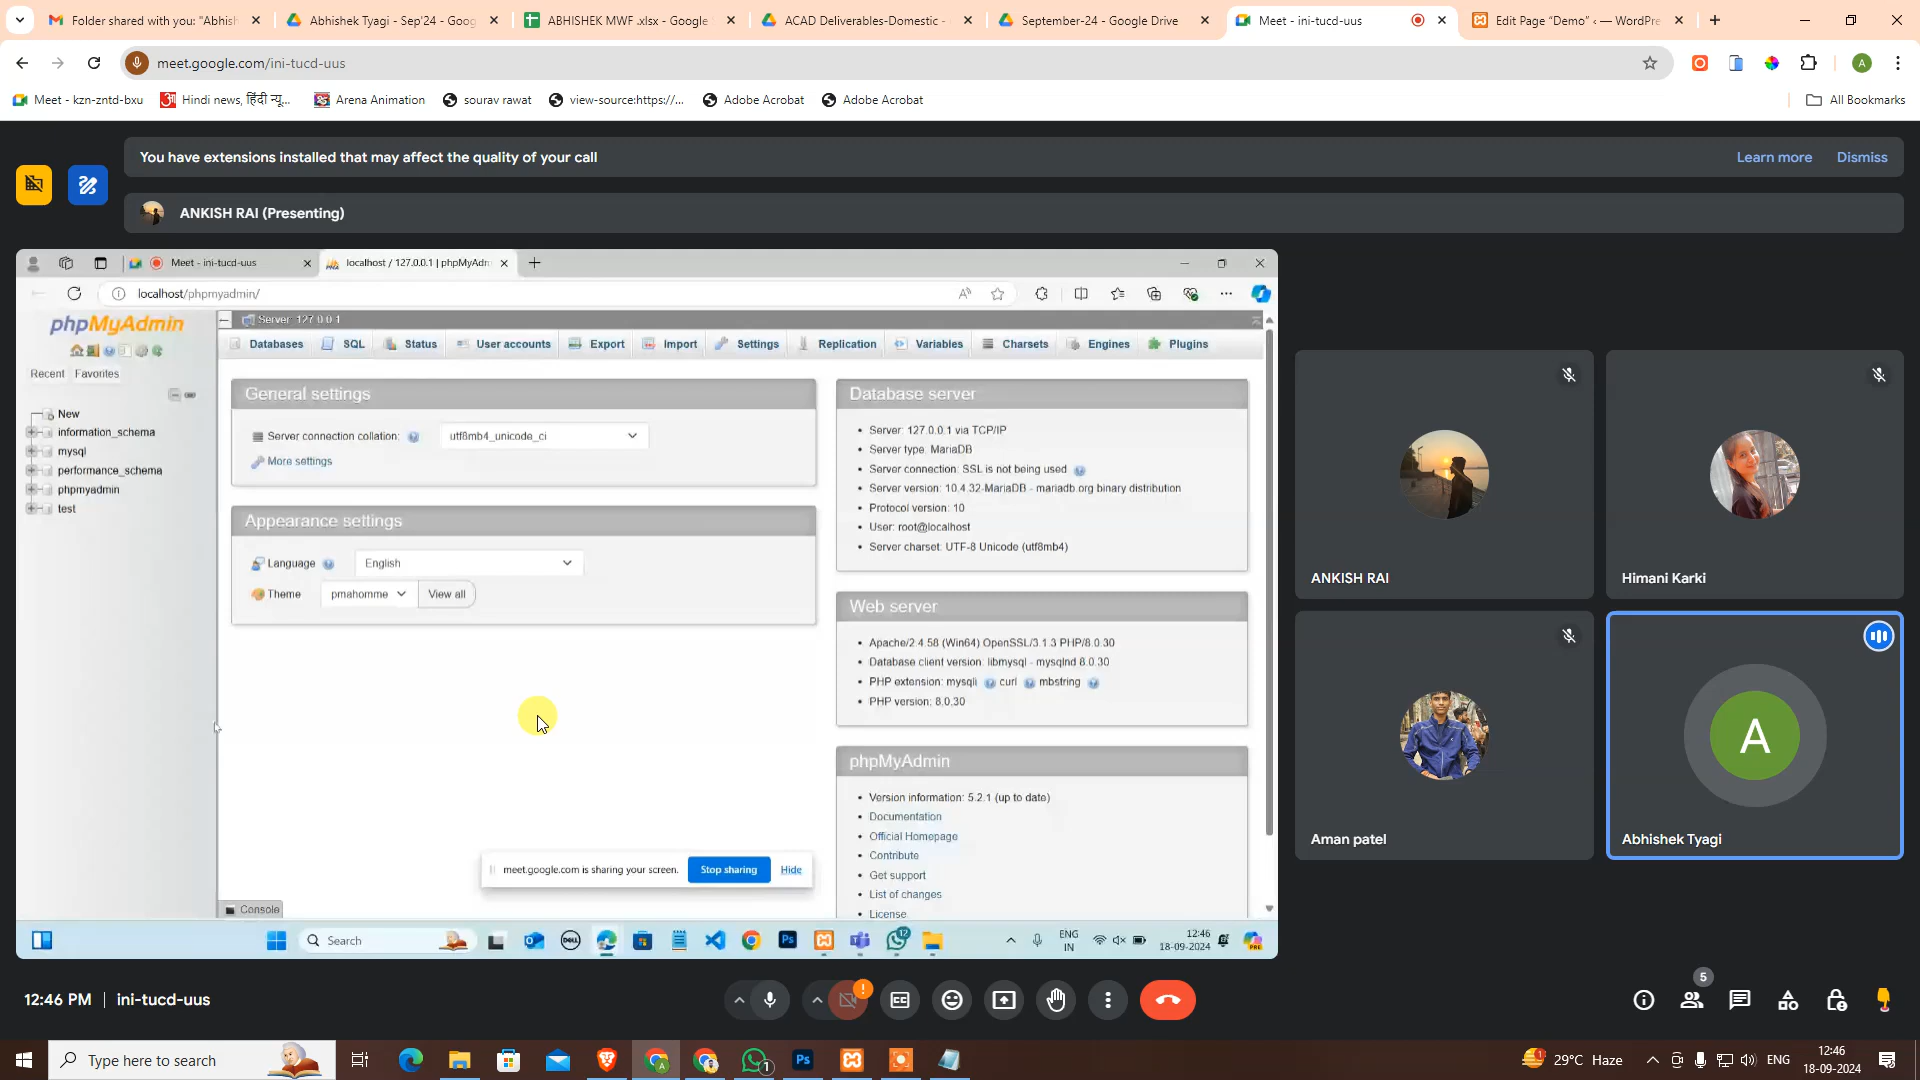 Folder shared with you: "Abhish
Abhishek Tyagi - Sep'24 - Goog
ABHISHEK MWF .xlsx - Google
ACAD Deliverables-Domestic -
September-24 - Google Drive
Meet - ini-tucd-uus
Edit Page “Demo” ‹ — WordPre
meet.google.com/ini-tucd-uus
A
Meet - kzn-zntd-bxu
Hindi news, हिंदी न्यू...
Arena Animation
sourav rawat
view-source:https://...
Adobe Acrobat
Adobe Acrobat
All Bookmarks
You have extensions installed that may affect the quality of your call
Learn more
Dismiss
ANKISH RAI (Presenting)
Meet - ini-tucd-uus
localhost / 127.0.0.1 | phpMyAdm
localhost/phpmyadmin/
phpMyAdmin
Server: 127.0.0.1
Databases
SQL
Status
User accounts
Export
Import
Settings
Replication
Variables
Charsets
Engines
Plugins
Recent
Favorites
New
information_schema
mysql
performance_schema
phpmyadmin
test
General settings
Server connection collation:
utf8mb4_unicode_ci
More settings
Appearance settings
Language
English
Theme
pmahomme
View all
Database server
• Server: 127.0.0.1 via TCP/IP
• Server type: MariaDB
• Server connection: SSL is not being used
• Server version: 10.4.32-MariaDB - mariadb.org binary distribution
• Protocol version: 10
• User: root@localhost
• Server charset: UTF-8 Unicode (utf8mb4)
Web server
• Apache/2.4.58 (Win64) OpenSSL/3.1.3 PHP/8.0.30
• Database client version: libmysql - mysqlnd 8.0.30
• PHP extension: mysqli curl mbstring
• PHP version: 8.0.30
phpMyAdmin
• Version information: 5.2.1 (up to date)
• Documentation
• Official Homepage
• Contribute
• Get support
• List of changes
• License
meet.google.com is sharing your screen.
Stop sharing
Hide
Console
Search
DELL
Ps
12
ENG
IN
12:46
18-09-2024
ANKISH RAI
Himani Karki
Aman patel
A
Abhishek Tyagi
12:46 PM
ini-tucd-uus
5
Type here to search
Ps
1
29°C Haze
ENG
12:46
18-09-2024